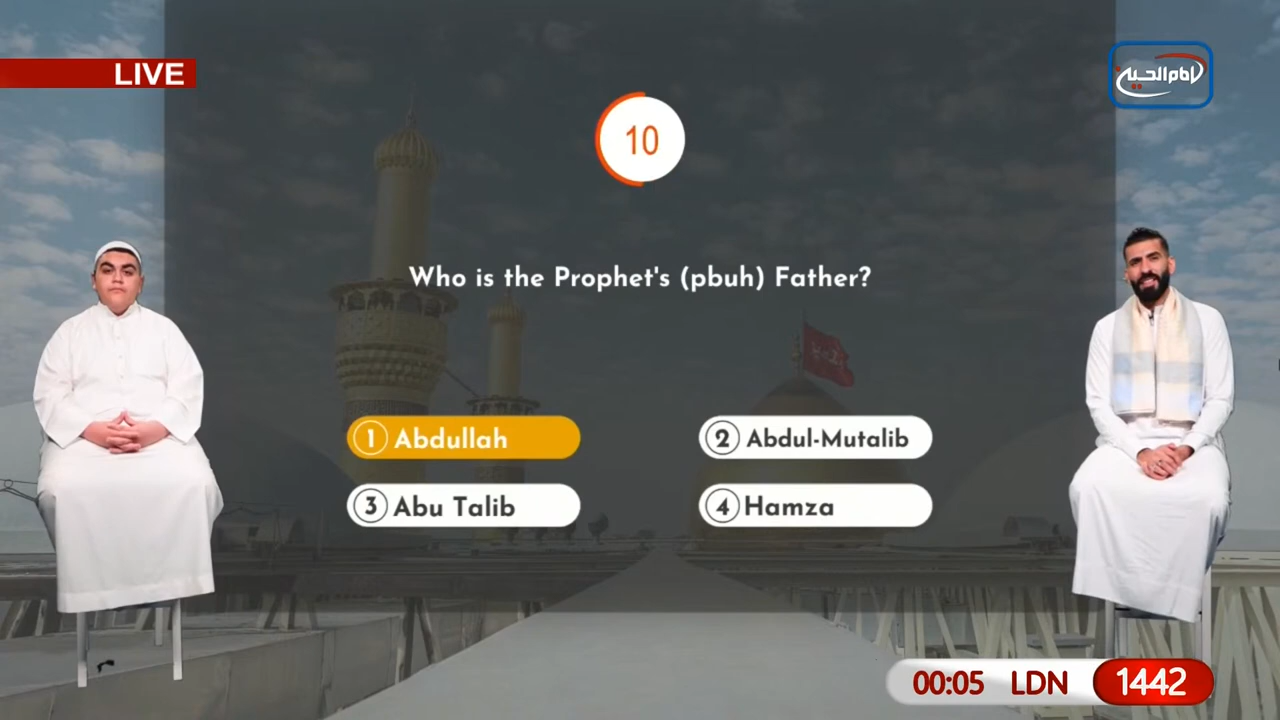 LIVE
10
Who is the Prophet's (pbuh) Father?
1 Abdullah
2 Abdul-Mutalib
3 Abu Talib
4 Hamza
00:05 LDN 1442